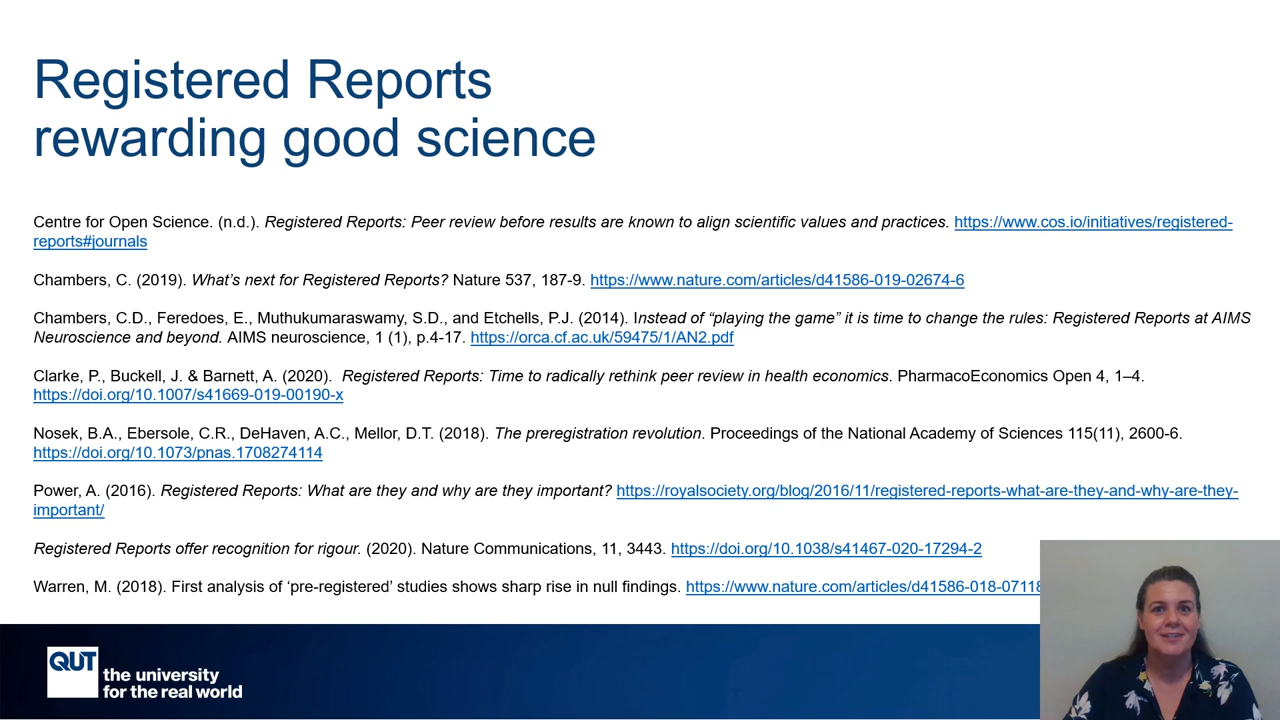 Registered Reports
rewarding good science
Centre for Open Science. (n.d.). Registered Reports: Peer review before results are known to align scientific values and practices. https://www.cos.io/initiatives/registered-
reports#journals
Chambers, C. (2019). What’s next for Registered Reports? Nature 537, 187-9. https://www.nature.com/articles/d41586-019-02674-6
Chambers, C.D., Feredoes, E., Muthukumaraswamy, S.D., and Etchells, P.J. (2014). Instead of “playing the game” it is time to change the rules: Registered Reports at AIMS
Neuroscience and beyond. AIMS neuroscience, 1 (1), p.4-17. https://orca.cf.ac.uk/59475/1/AN2.pdf
Clarke, P., Buckell, J. & Barnett, A. (2020). Registered Reports: Time to radically rethink peer review in health economics. PharmacoEconomics Open 4, 1–4.
https://doi.org/10.1007/s41669-019-00190-x
Nosek, B.A., Ebersole, C.R., DeHaven, A.C., Mellor, D.T. (2018). The preregistration revolution. Proceedings of the National Academy of Sciences 115(11), 2600-6.
https://doi.org/10.1073/pnas.1708274114
Power, A. (2016). Registered Reports: What are they and why are they important? https://royalsociety.org/blog/2016/11/registered-reports-what-are-they-and-why-are-they-
important/
Registered Reports offer recognition for rigour. (2020). Nature Communications, 11, 3443. https://doi.org/10.1038/s41467-020-17294-2
Warren, M. (2018). First analysis of ‘pre-registered’ studies shows sharp rise in null findings. https://www.nature.com/articles/d41586-018-07118
QUT
the university
for the real world